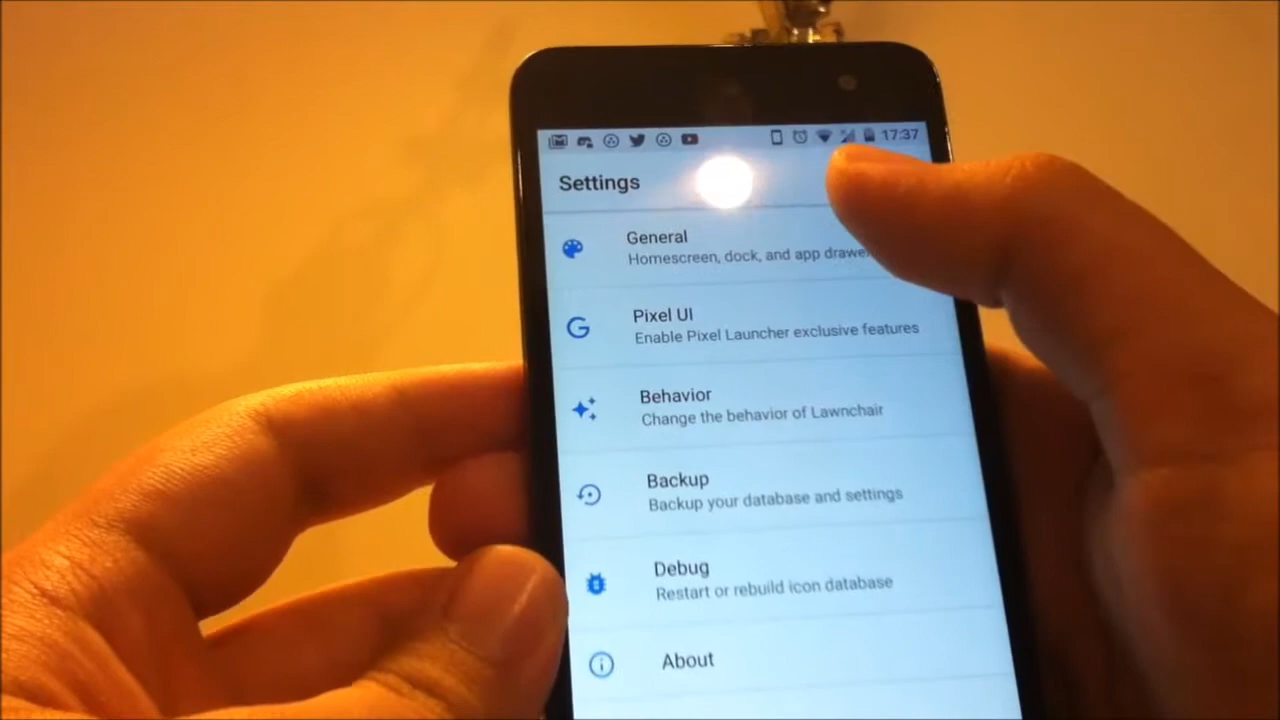 17:37
Settings
General
Homescreen, dock, and app drawe
Pixel UI
Enable Pixel Launcher exclusive features
Behavior
Change the behavior of Lawnchair
Backup
Backup your database and settings
Debug
Restart or rebuild icon database
About